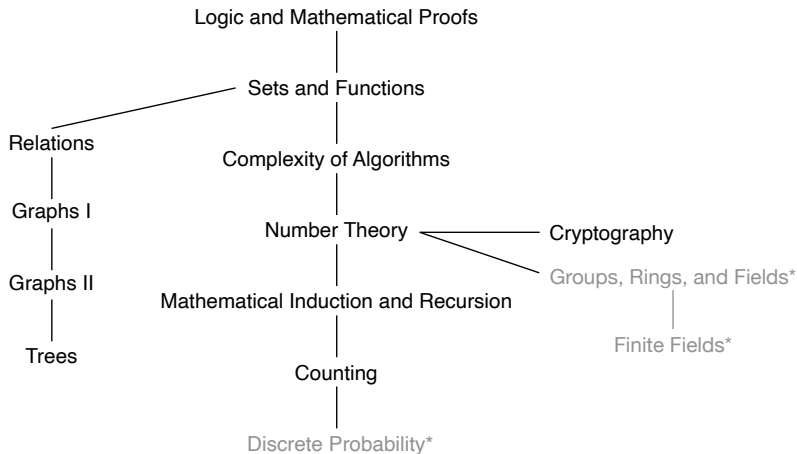 Logic and Mathematical Proofs
Sets and Functions
Relations
Complexity of Algorithms
Graphs I
Number Theory
Cryptography
Groups, Rings, and Fields*
Graphs II
Mathematical Induction and Recursion
Finite Fields*
Trees
Counting
Discrete Probability*